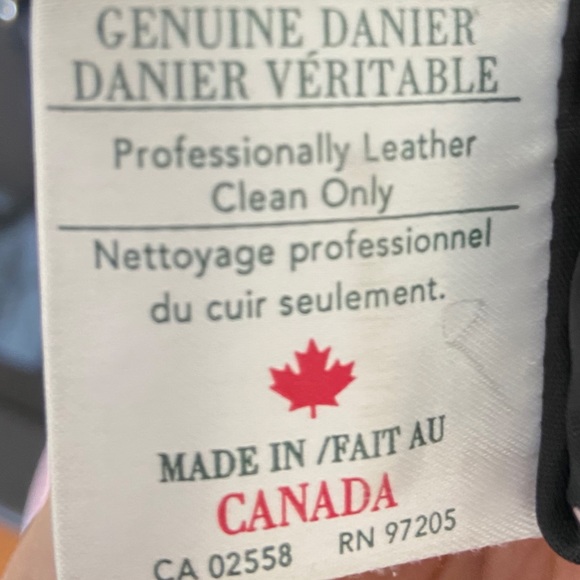 GENUINE DANIER
DANIER VÉRITABLE
Professionally Leather
Clean Only
Nettoyage professionnel
du cuir seulement.
MADE IN /FAIT AU
CANADA
CA 02558 RN 97205